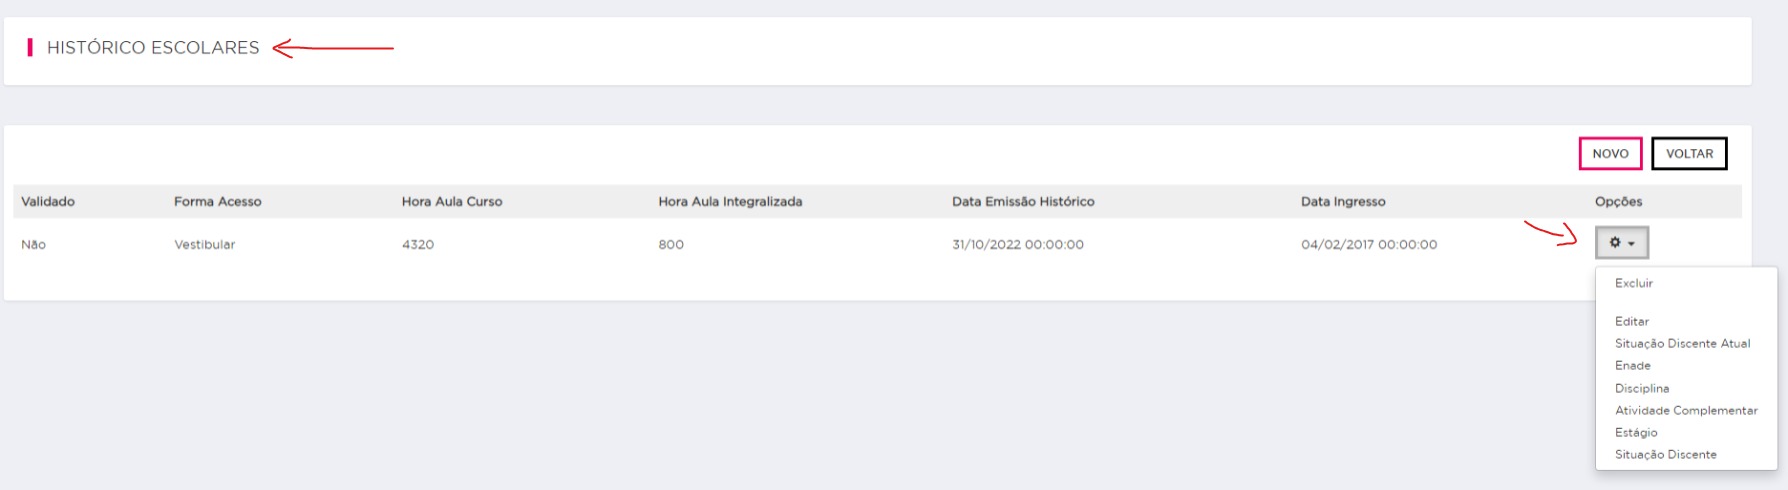 HISTÓRICO ESCOLARES
NOVO VOLTAR
Validado Forma Acesso Hora Aula Curso Hora Aula Integralizada Data Emissão Histórico Data Ingresso Opções
Não Vestibular 4320 800 31/10/2022 00:00:00 04/02/2017 00:00:00
Excluir
Editar
Situação Discente Atual
Enade
Disciplina
Atividade Complementar
Estágio
Situação Discente